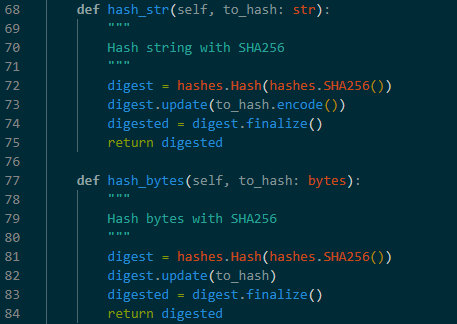 68 def hash_str(self, to_hash: str):
69 """
70 Hash string with SHA256
71 """
72 digest = hashes.Hash(hashes.SHA256())
73 digest.update(to_hash.encode())
74 digested = digest.finalize()
75 return digested
76
77 def hash_bytes(self, to_hash: bytes):
78 """
79 Hash bytes with SHA256
80 """
81 digest = hashes.Hash(hashes.SHA256())
82 digest.update(to_hash)
83 digested = digest.finalize()
84 return digested